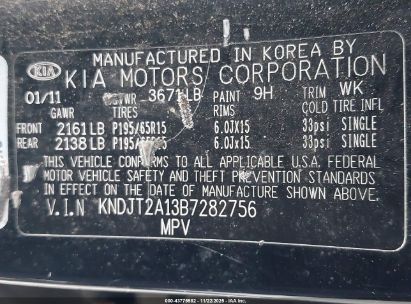 MANUFACTURED IN KOREA BY
KIA KIA MOTORS CORPORATION
01/11 GVWR 3671LB PAINT 9H TRIM WK
GAWR TIRES RIMS COLD TIRE INFL
FRONT 2161LB P195/65R15 6.0JX15 33psi SINGLE
REAR 2138LB 6.0JX15 33psi SINGLE
THIS VEHICLE CONFORMS TO ALL APPLICABLE U.S.A. FEDERAL
MOTOR VEHICLE SAFETY AND THEFT PREVENTION STANDARDS
IN EFFECT ON THE DATE OF MANUFACTURE SHOWN ABOVE.
V.I.N KNDJT2A13B7282756
MPV